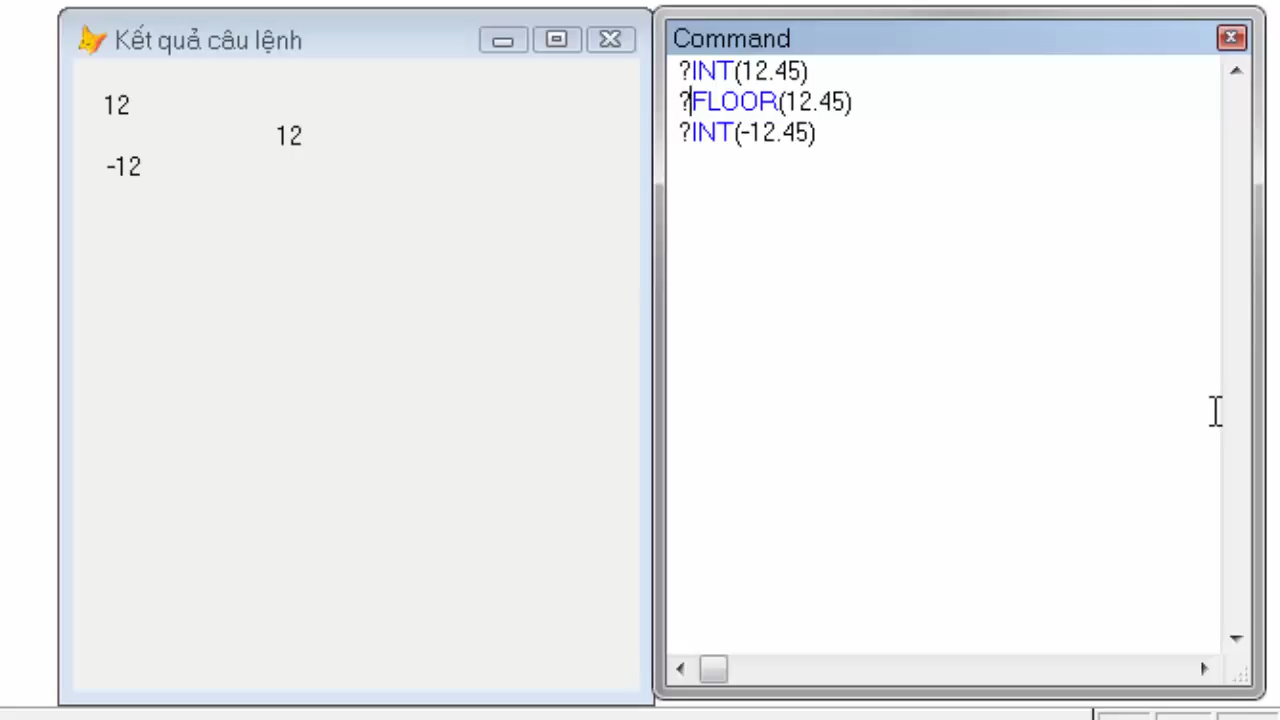 Kết quả câu lệnh
12
12
-12
Command
?INT(12.45)
?FLOOR(12.45)
?INT(-12.45)